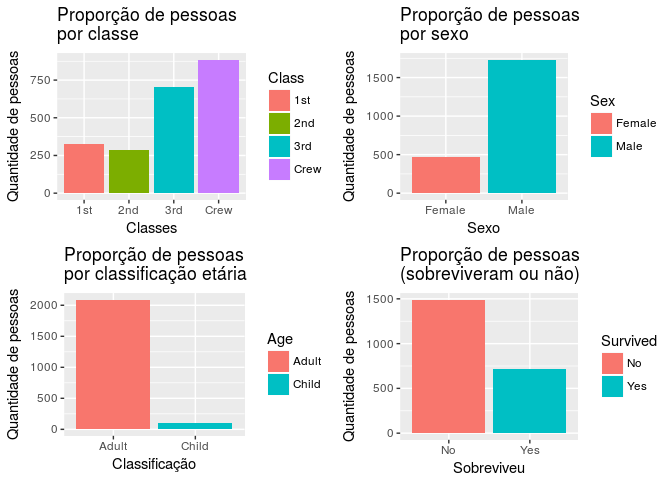 Proporção de pessoas
por classe
Quantidade de pessoas
750
500
250
0
1st
2nd
3rd
Crew
Classes
Class
1st
2nd
3rd
Crew
Proporção de pessoas
por sexo
Quantidade de pessoas
1500
1000
500
0
Female
Male
Sexo
Sex
Female
Male
Proporção de pessoas
por classificação etária
Quantidade de pessoas
2000
1500
1000
500
0
Adult
Child
Classificação
Age
Adult
Child
Proporção de pessoas
(sobreviveram ou não)
Quantidade de pessoas
1500
1000
500
0
No
Yes
Sobreviveu
Survived
No
Yes